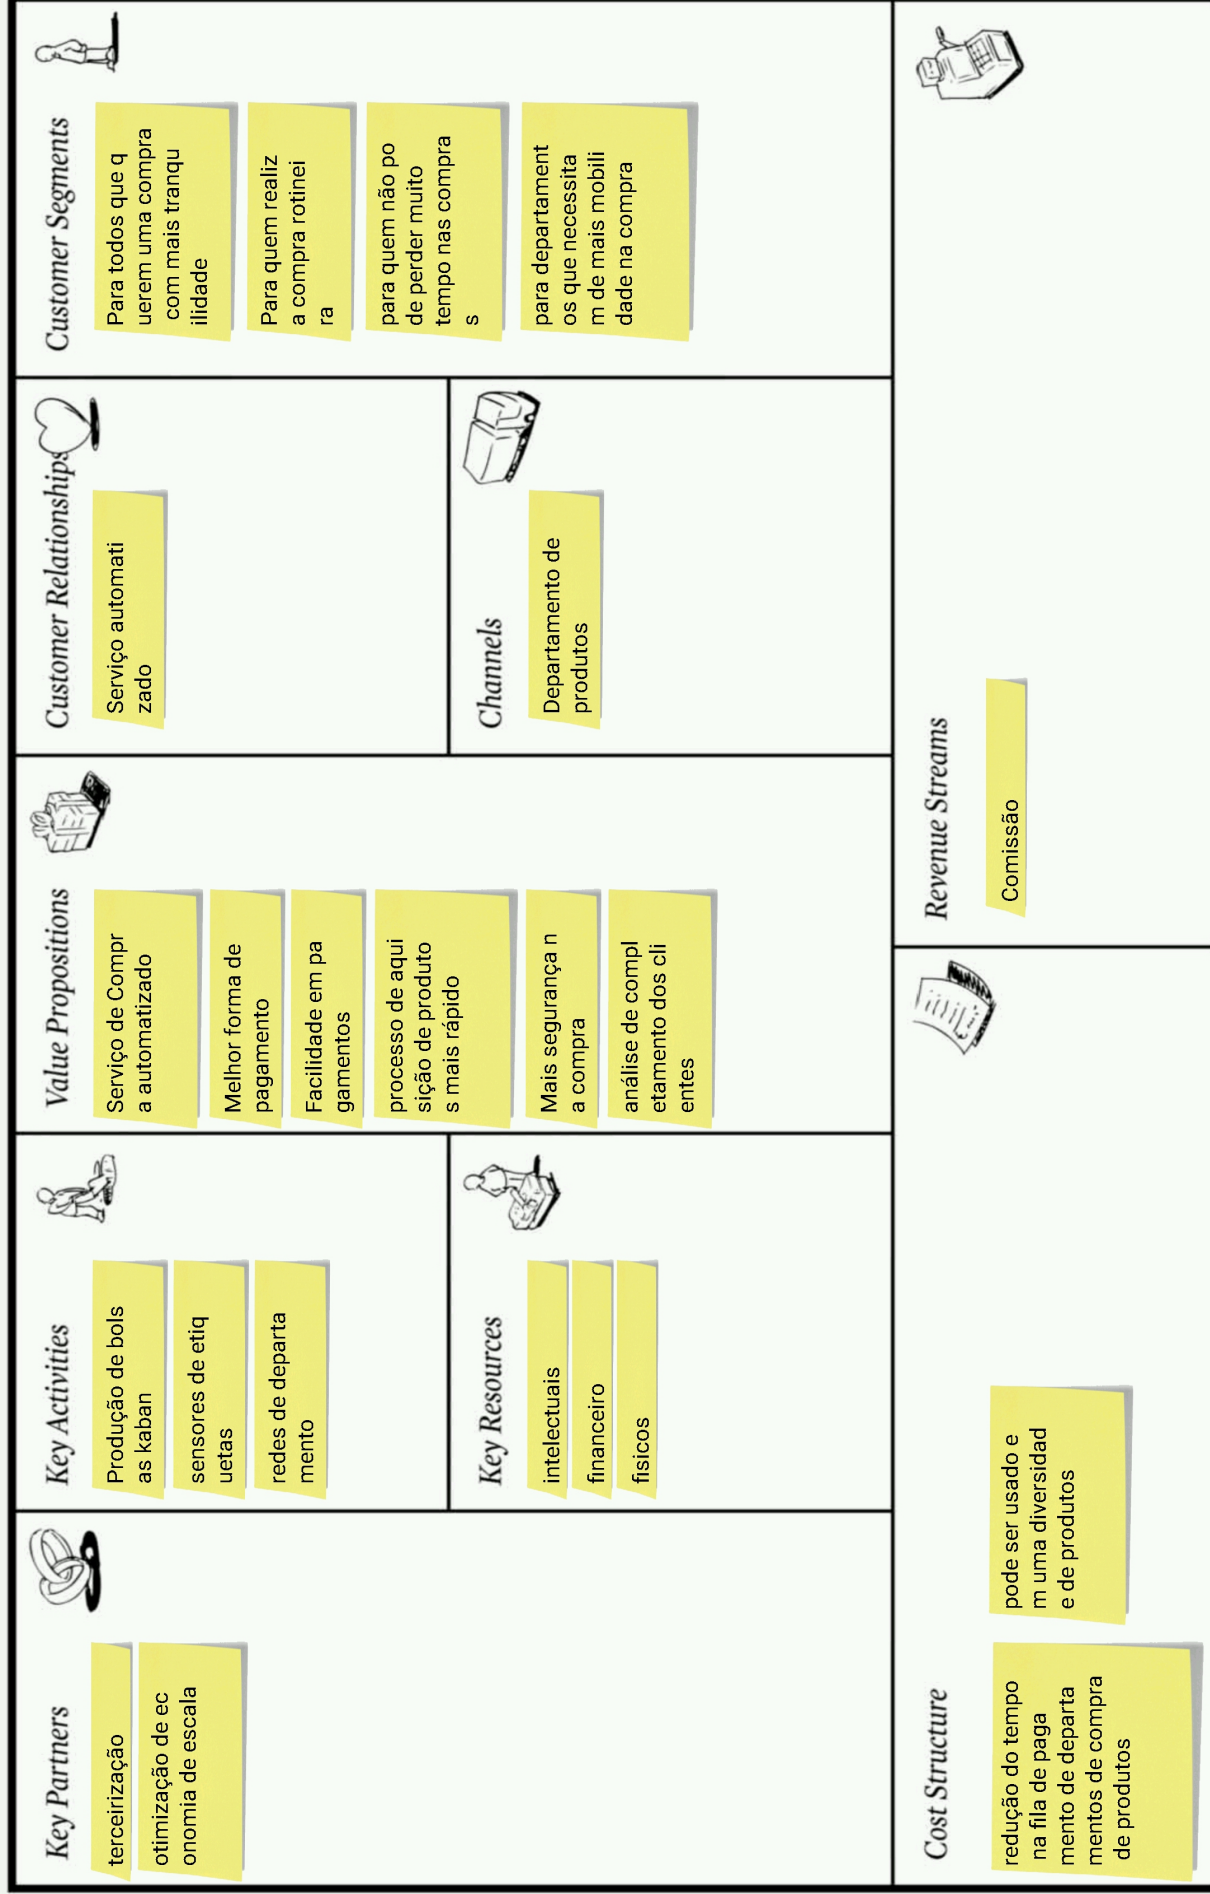 Key Partners
terceirização
otimização de ec
onomia de escala
Key Activities
Produção de bols
as kaban
sensores de etiq
uetas
redes de departa
mento
Key Resources
intelectuais
financeiro
fisicos
Value Propositions
Serviço de Compr
a automatizado
Melhor forma de
pagamento
Facilidade em pa
gamentos
processo de aqui
sição de produto
s mais rápido
Mais segurança n
a compra
análise de compl
etamento dos cli
entes
Customer Relationships
Serviço automati
zado
Channels
Departamento de
produtos
Customer Segments
Para todos que q
uerem uma compra
com mais tranqu
ilidade
Para quem realiz
a compra rotinei
ra
para quem não po
de perder muito
tempo nas compra
s
para department
os que necessita
m de mais mobili
dade na compra
Cost Structure
redução do tempo
na fila de paga
mento de departa
mentos de compra
de produtos
pode ser usado e
m uma diversidad
e de produtos
Revenue Streams
Comissão